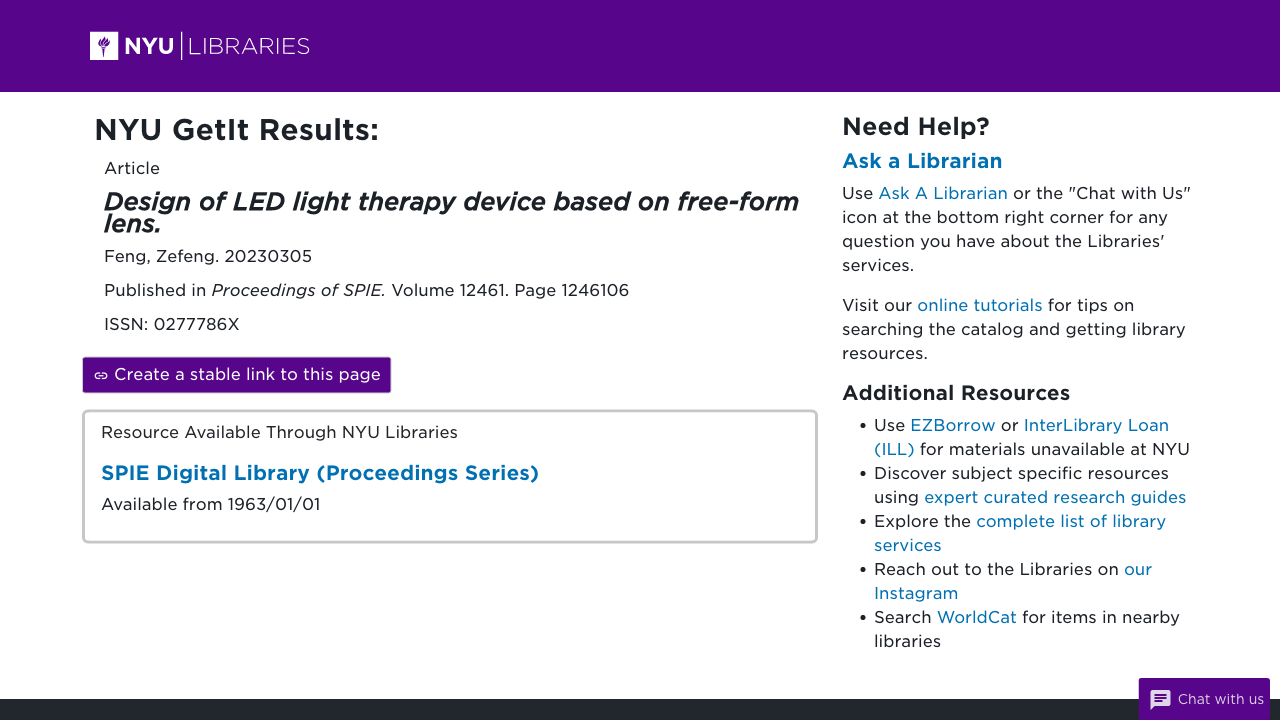 NYU LIBRARIES
NYU GetIt Results:
Article
Design of LED light therapy device based on free-form
lens.
Feng, Zefeng. 20230305
Published in Proceedings of SPIE. Volume 12461. Page 1246106
ISSN: 0277786X
Create a stable link to this page
Resource Available Through NYU Libraries
SPIE Digital Library (Proceedings Series)
Available from 1963/01/01
Need Help?
Ask a Librarian
Use Ask A Librarian or the "Chat with Us"
icon at the bottom right corner for any
question you have about the Libraries'
services.
Visit our online tutorials for tips on
searching the catalog and getting library
resources.
Additional Resources
• Use EZBorrow or InterLibrary Loan
(ILL) for materials unavailable at NYU
• Discover subject specific resources
using expert curated research guides
• Explore the complete list of library
services
• Reach out to the Libraries on our
Instagram
• Search WorldCat for items in nearby
libraries
Chat with us